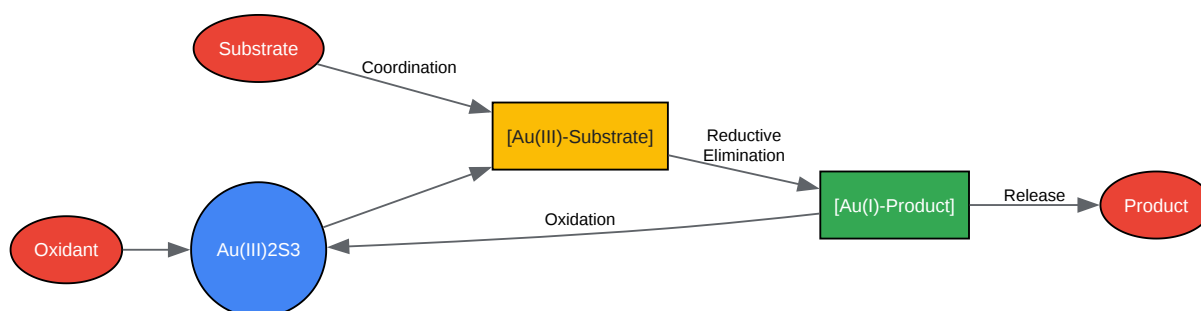 Substrate
Coordination
[Au(III)-Substrate]
Reductive
Elimination
[Au(I)-Product]
Release
Product
Oxidation
Oxidant
Au(III)2S3